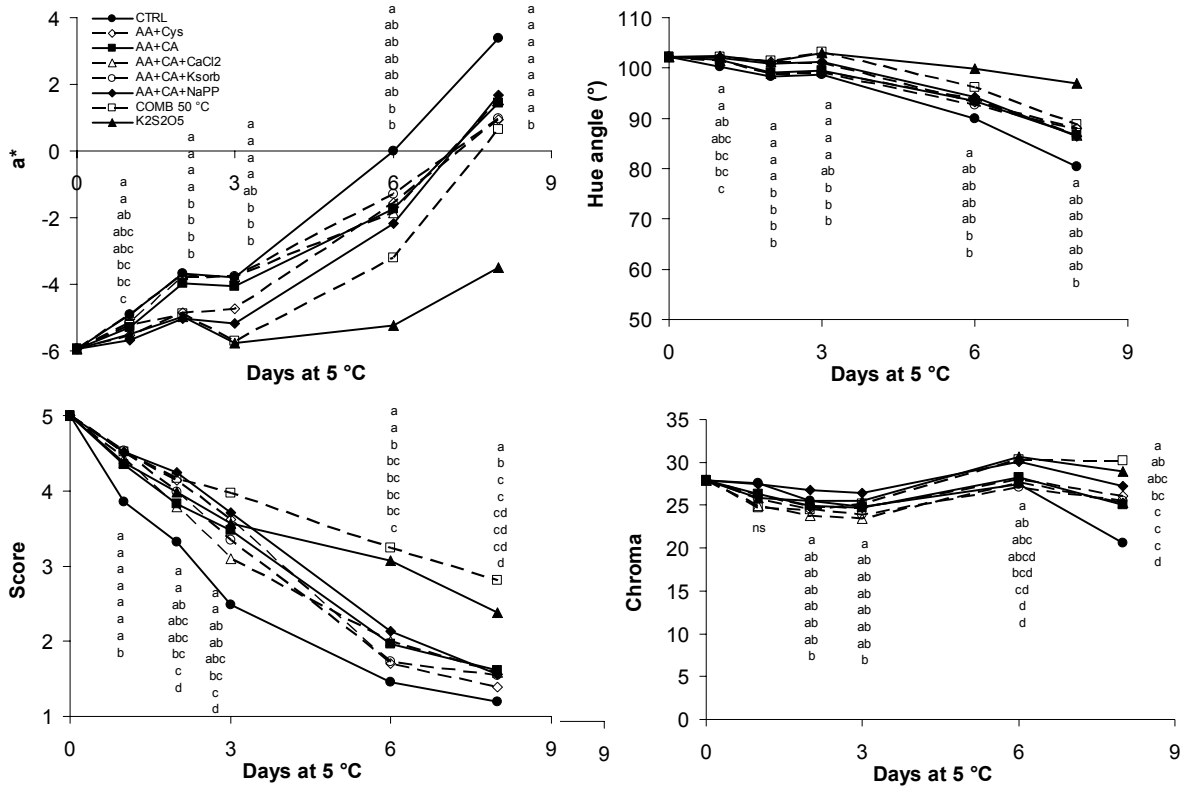 CTRL
AA+Cys
AA+CA
AA+CA+CaCl2
AA+CA+Ksorb
AA+CA+NaPP
COMB 50 °C
K2S2O5
a*
4
2
0
-2
-4
-6
0
3
6
9
Days at 5 °C
a
a
ab
abc
abc
bc
bc
c
a
a
a
a
b
b
b
b
a
a
a
ab
b
b
b
a
ab
ab
ab
ab
b
b
a
a
a
a
a
a
a
b
Hue angle (°)
110
100
90
80
70
60
50
0
3
6
9
Days at 5 °C
a
a
ab
abc
bc
bc
c
a
a
a
a
b
b
b
b
a
a
a
a
ab
b
b
b
a
ab
ab
ab
ab
b
b
a
ab
ab
ab
ab
ab
b
Score
5
4
3
2
1
0
3
6
9
9
Days at 5 °C
a
a
a
a
a
a
a
b
a
a
ab
abc
abc
bc
c
d
a
a
ab
ab
abc
bc
c
d
a
a
b
bc
bc
bc
bc
c
a
b
c
c
cd
cd
d
Chroma
35
30
25
20
15
10
5
0
0
3
6
9
Days at 5 °C
ns
a
ab
ab
ab
ab
ab
ab
b
a
ab
ab
ab
ab
ab
ab
b
a
ab
abc
abcd
bcd
cd
d
d
a
ab
abc
bc
c
c
c
d